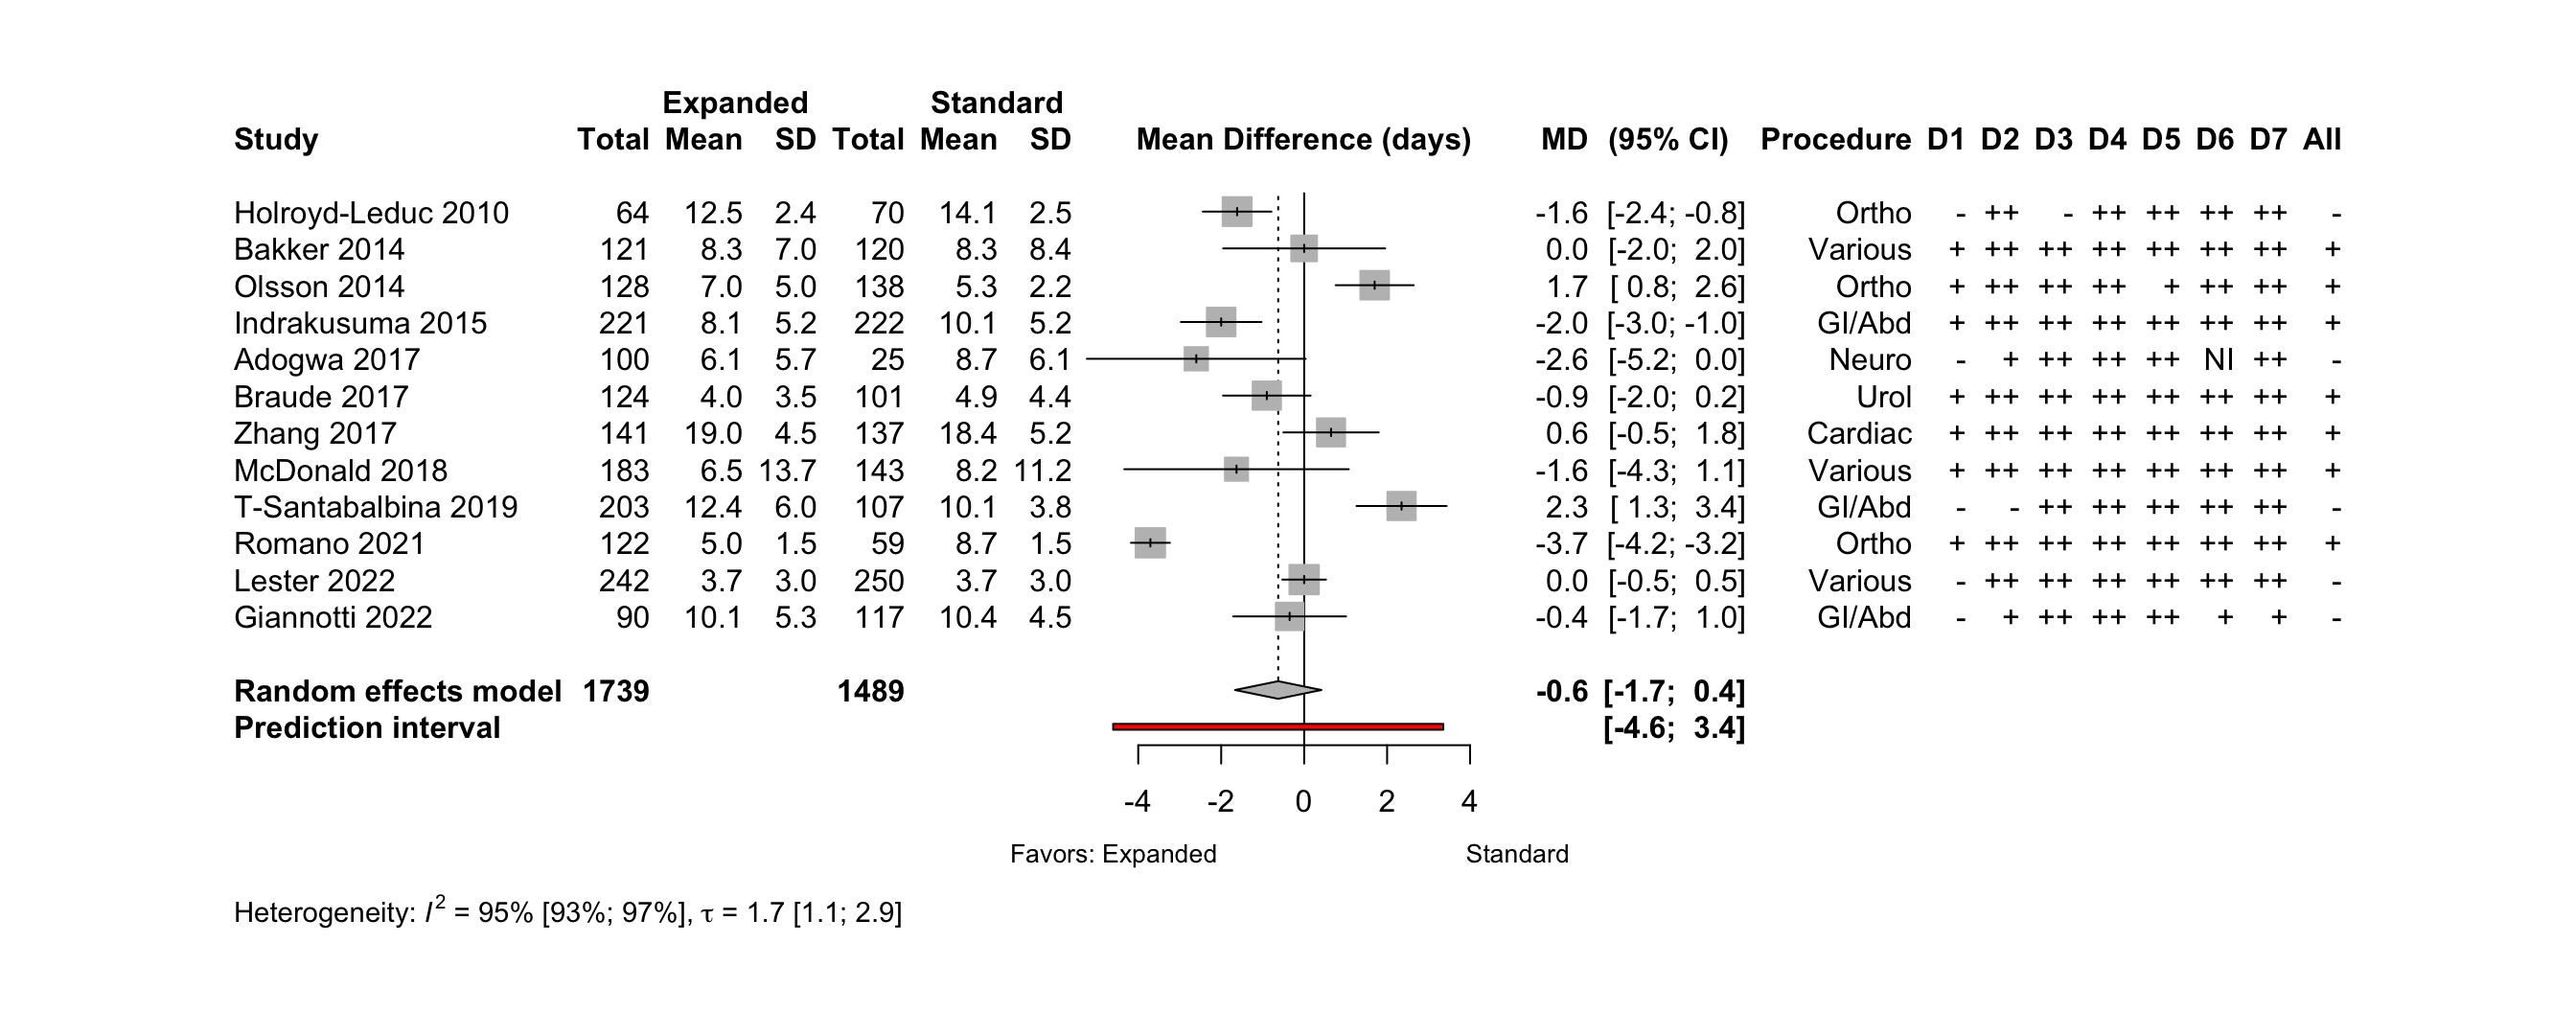 Expanded Standard
Study Total Mean SD Total Mean SD Mean Difference (days) MD (95% CI) Procedure D1 D2 D3 D4 D5 D6 D7 All
Holroyd-Leduc 2010 64 12.5 2.4 70 14.1 2.5 -1.6 [-2.4; -0.8] Ortho - ++ - ++ ++ ++ ++ -
Bakker 2014 121 8.3 7.0 120 8.3 8.4 0.0 [-2.0; 2.0] Various + ++ ++ ++ ++ ++ ++ +
Olsson 2014 128 7.0 5.0 138 5.3 2.2 1.7 [ 0.8; 2.6] Ortho + ++ ++ ++ + ++ ++ +
Indrakusuma 2015 221 8.1 5.2 222 10.1 5.2 -2.0 [-3.0; -1.0] GI/Abd + ++ ++ ++ ++ ++ ++ +
Adogwa 2017 100 6.1 5.7 25 8.7 6.1 -2.6 [-5.2; 0.0] Neuro - + ++ ++ ++ NI ++ -
Braude 2017 124 4.0 3.5 101 4.9 4.4 -0.9 [-2.0; 0.2] Urol + ++ ++ ++ ++ ++ ++ +
Zhang 2017 141 19.0 4.5 137 18.4 5.2 0.6 [-0.5; 1.8] Cardiac + ++ ++ ++ ++ ++ ++ +
McDonald 2018 183 6.5 13.7 143 8.2 11.2 -1.6 [-4.3; 1.1] Various + ++ ++ ++ ++ ++ ++ +
T-Santabalbina 2019 203 12.4 6.0 107 10.1 3.8 2.3 [ 1.3; 3.4] GI/Abd - - ++ ++ ++ ++ ++ -
Romano 2021 122 5.0 1.5 59 8.7 1.5 -3.7 [-4.2; -3.2] Ortho + ++ ++ ++ ++ ++ ++ +
Lester 2022 242 3.7 3.0 250 3.7 3.0 0.0 [-0.5; 0.5] Various - ++ ++ ++ ++ ++ ++ -
Giannotti 2022 90 10.1 5.3 117 10.4 4.5 -0.4 [-1.7; 1.0] GI/Abd - + ++ ++ ++ + + -
Random effects model 1739 1489 -0.6 [-1.7; 0.4]
Prediction interval [-4.6; 3.4]
-4 -2 0 2 4
Favors: Expanded Standard
Heterogeneity: I² = 95% [93%; 97%], τ = 1.7 [1.1; 2.9]